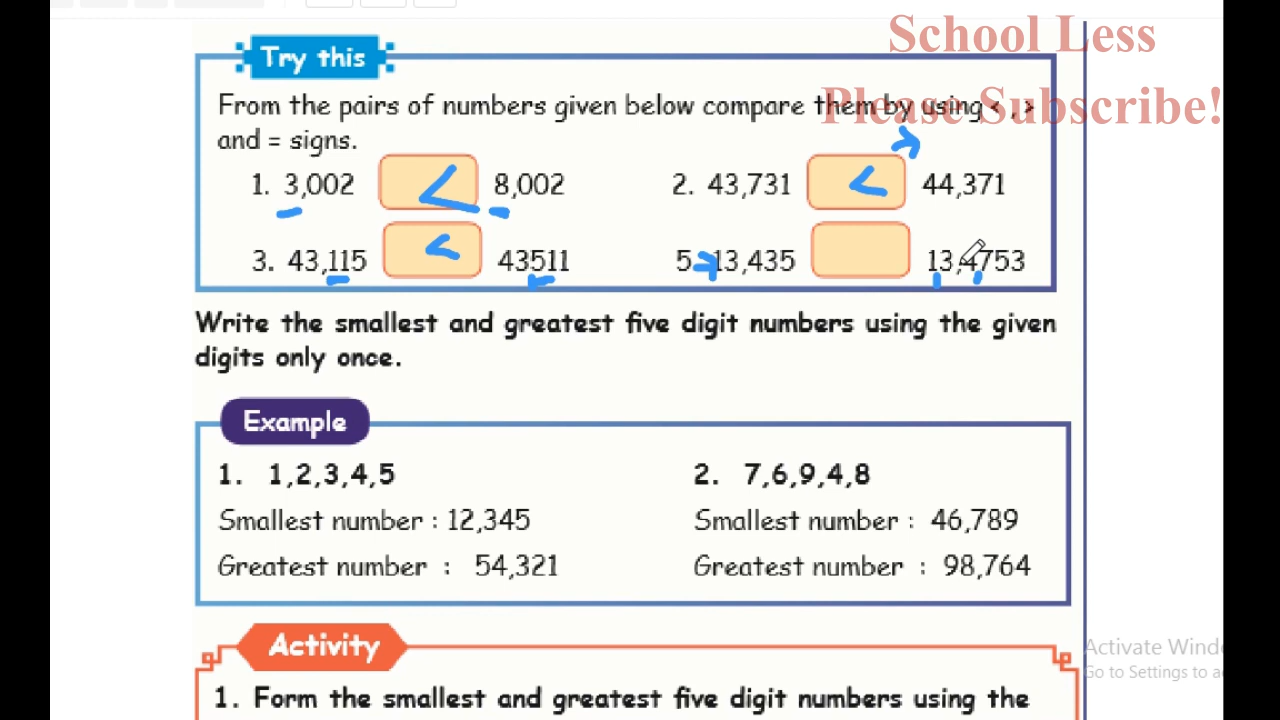 School Less
Please Subscribe!
Try this
From the pairs of numbers given below compare them by using < , >
and = signs.
1. 3,002 < 8,002 2. 43,731 < 44,371
3. 43,115 < 43511 5. 13,435 13,4753
Write the smallest and greatest five digit numbers using the given
digits only once.
Example
1. 1,2,3,4,5 2. 7,6,9,4,8
Smallest number : 12,345 Smallest number : 46,789
Greatest number : 54,321 Greatest number : 98,764
Activity
1. Form the smallest and greatest five digit numbers using the
Activate Wind
Go to Settings to a